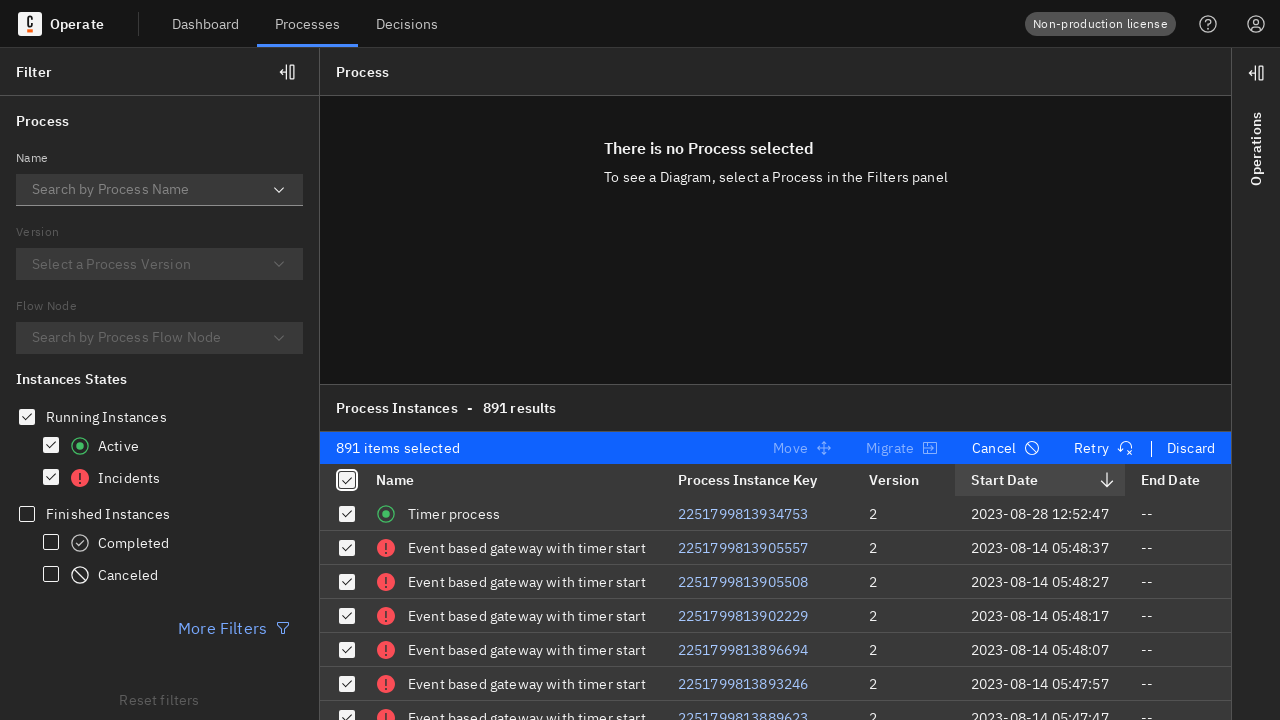 Operate
Dashboard
Processes
Decisions
Non-production license
Filter
Process
Name
Search by Process Name
Version
Select a Process Version
Flow Node
Search by Process Flow Node
Instances States
Running Instances
Active
Incidents
Finished Instances
Completed
Canceled
More Filters
Reset filters
Process
There is no Process selected
To see a Diagram, select a Process in the Filters panel
Process Instances - 891 results
891 items selected Move Migrate Cancel Retry Discard
Name Process Instance Key Version Start Date End Date
Timer process 2251799813934753 2 2023-08-28 12:52:47 --
Event based gateway with timer start 2251799813905557 2 2023-08-14 05:48:37 --
Event based gateway with timer start 2251799813905508 2 2023-08-14 05:48:27 --
Event based gateway with timer start 2251799813902229 2 2023-08-14 05:48:17 --
Event based gateway with timer start 2251799813896694 2 2023-08-14 05:48:07 --
Event based gateway with timer start 2251799813893246 2 2023-08-14 05:47:57 --
Event based gateway with timer start 2251799813889623 2 2023-08-14 05:47:47 --
Operations